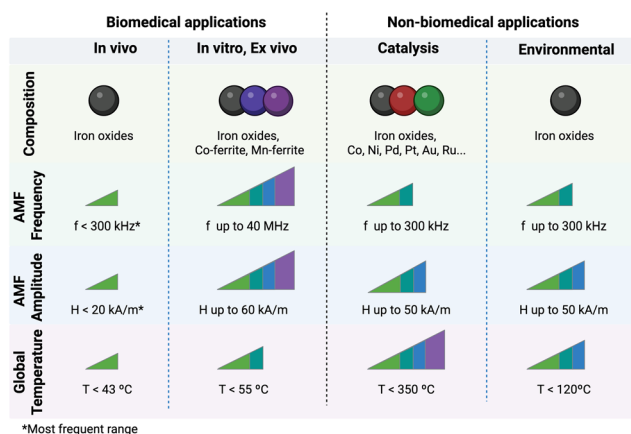 Biomedical applications
Non-biomedical applications
In vivo
In vitro, Ex vivo
Catalysis
Environmental
Composition
Iron oxides
Iron oxides,
Co-ferrite, Mn-ferrite
Iron oxides,
Co, Ni, Pd, Pt, Au, Ru...
Iron oxides
AMF
Frequency
f < 300 kHz*
f up to 40 MHz
f up to 300 kHz
f up to 300 kHz
AMF
Amplitude
H < 20 kA/m*
H up to 60 kA/m
H up to 50 kA/m
H up to 50 kA/m
Global
Temperature
T < 43 ºC
T < 55 ºC
T < 350 ºC
T < 120°C
*Most frequent range